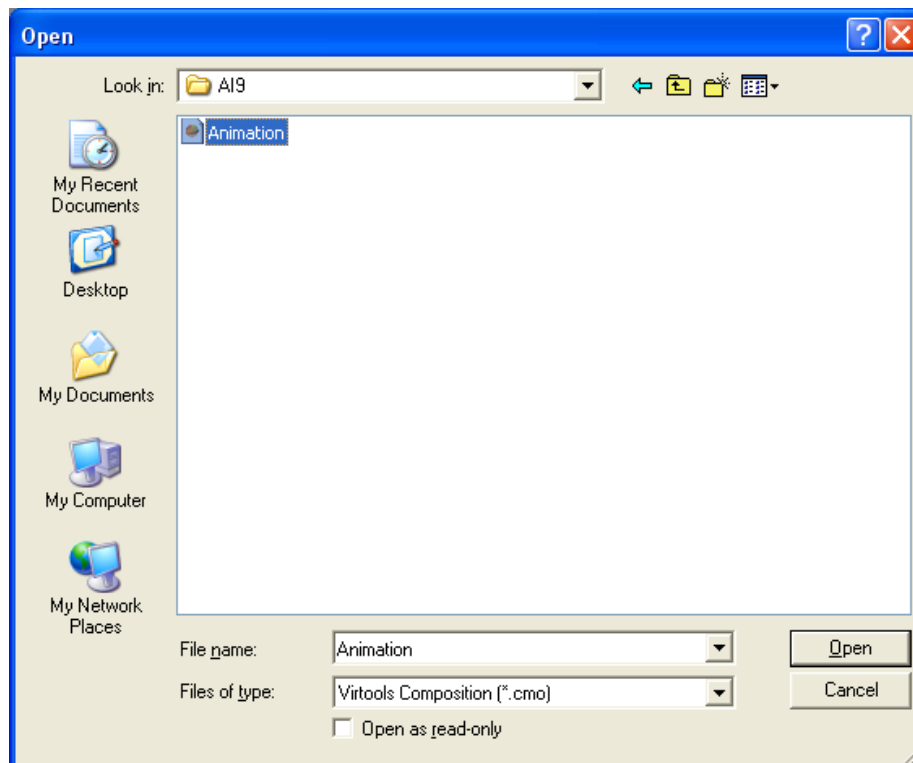 Open
Look in: AI9
Animation
My Recent
Documents
Desktop
My Documents
My Computer
My Network
Places
File name: Animation Open
Files of type: Virtools Composition (*.cmo) Cancel
Open as read-only